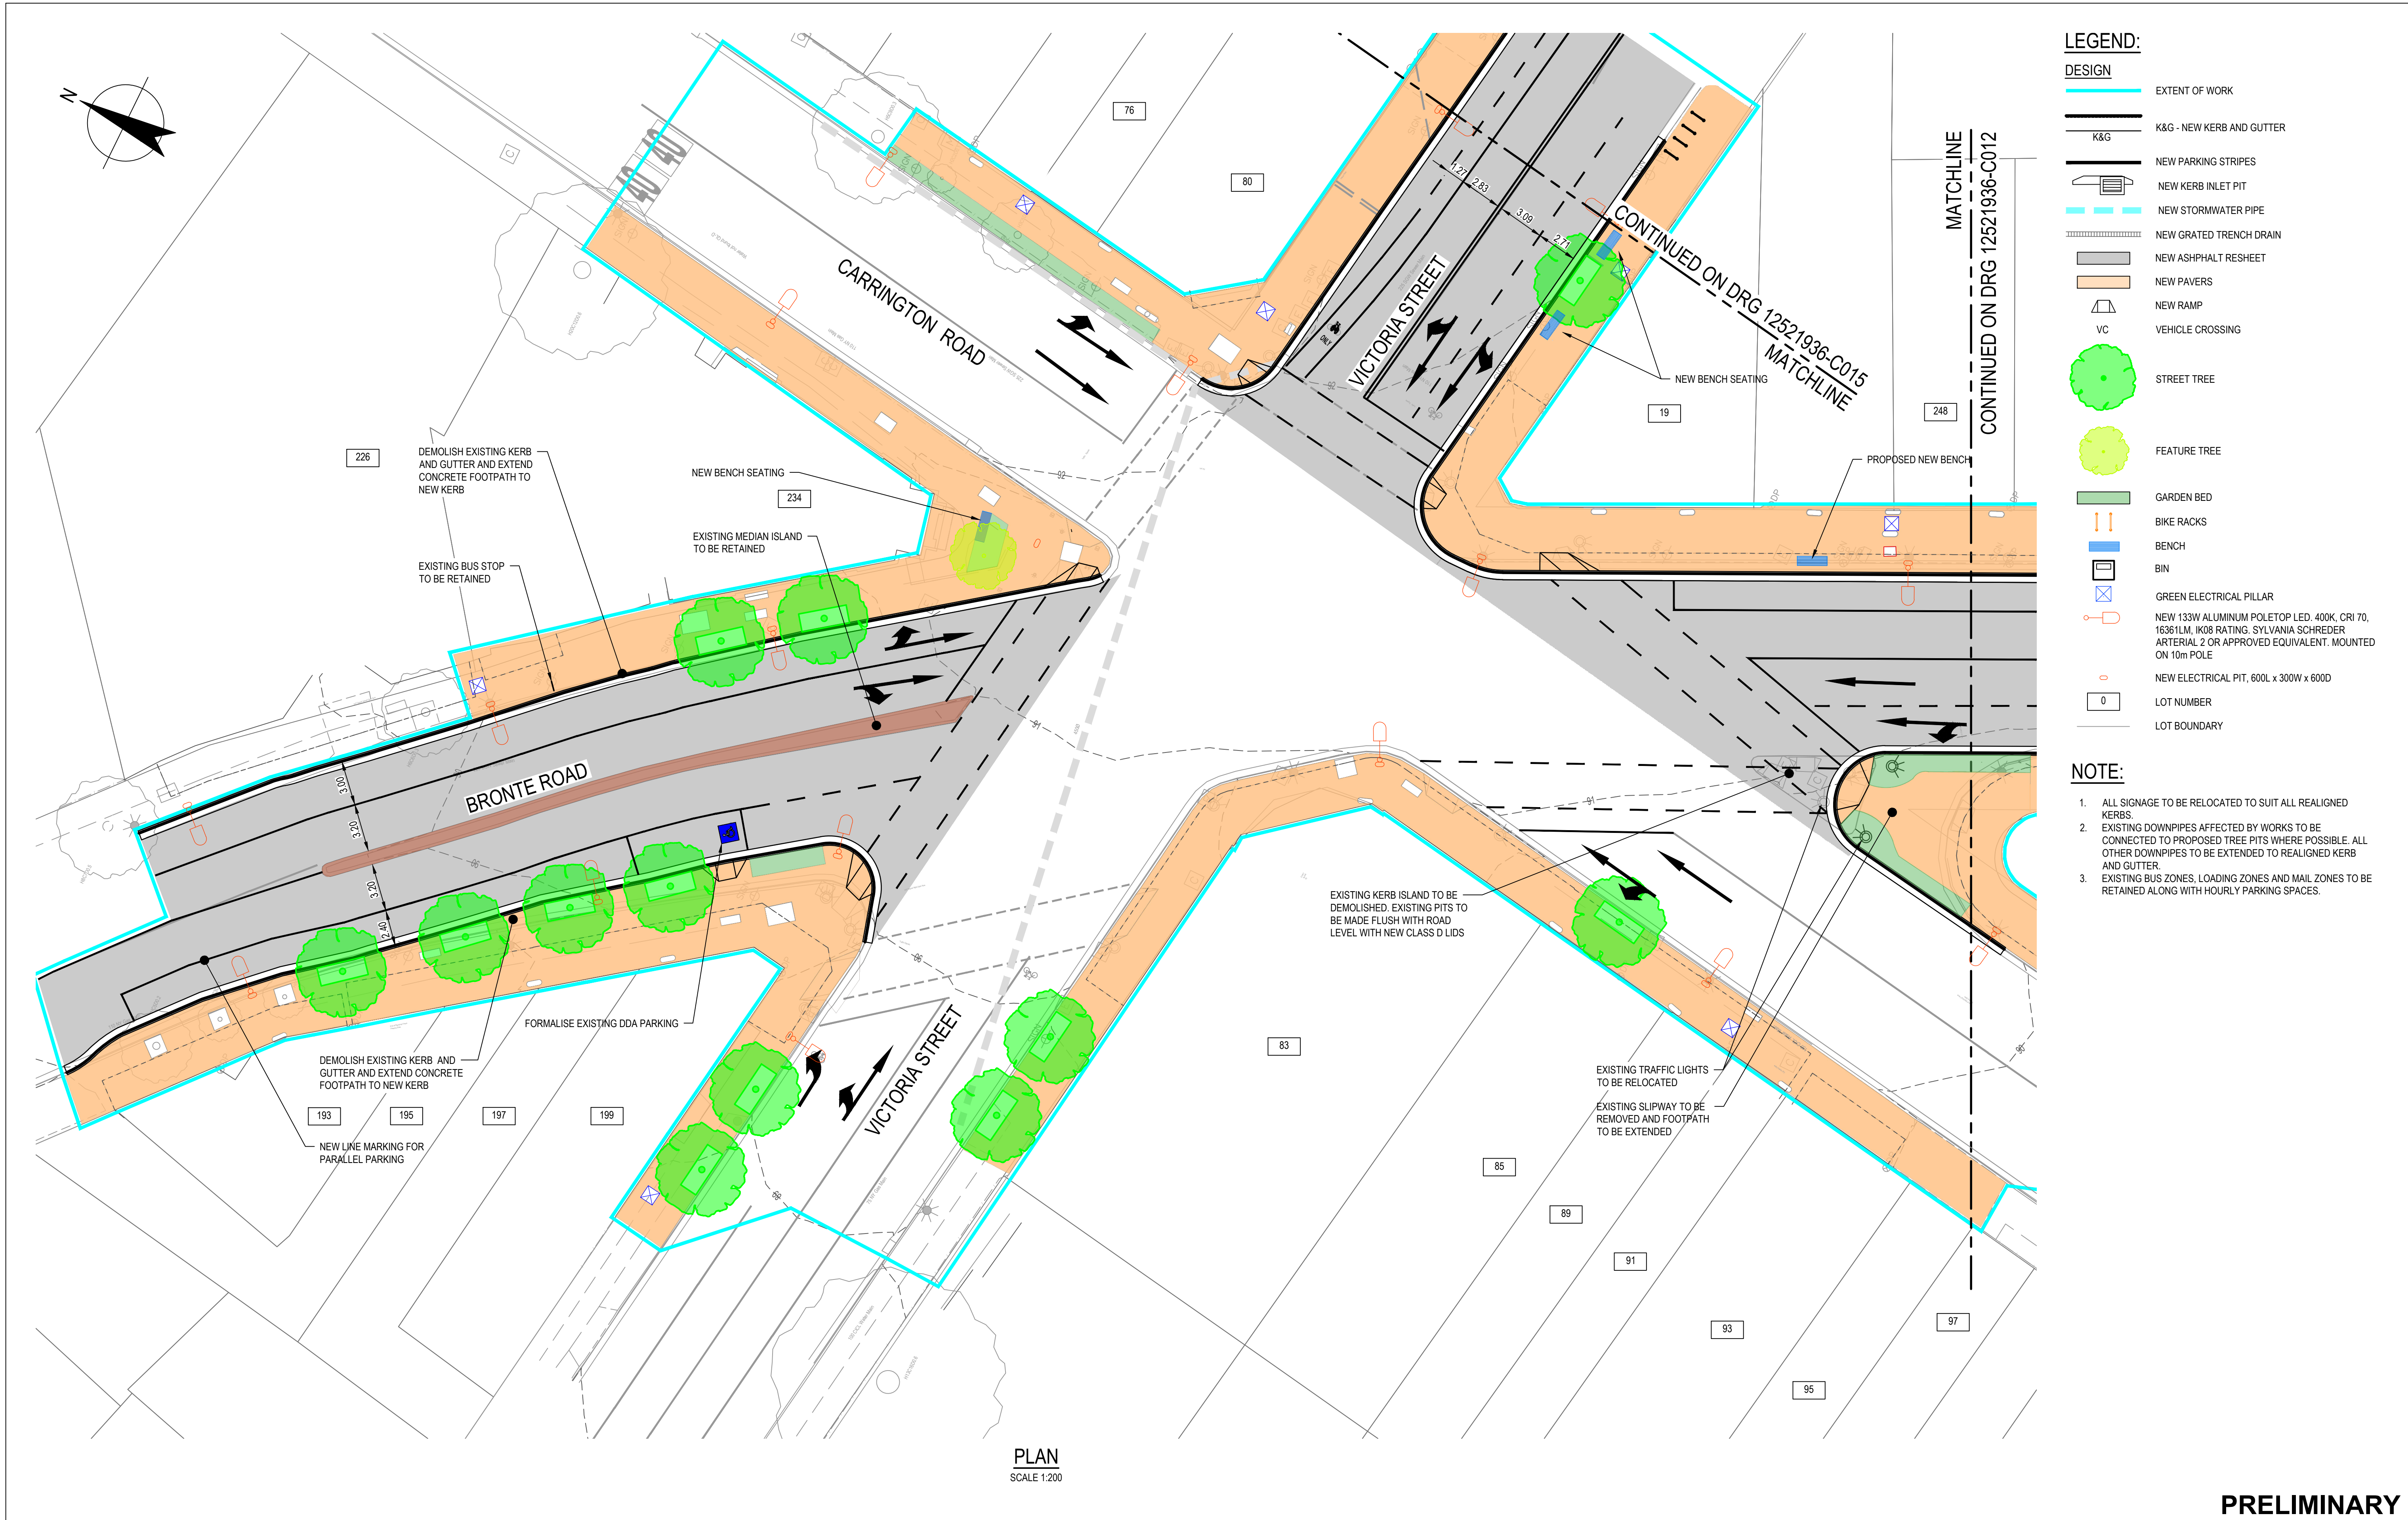 N
76
80
226
234
19
248
40
40
CARRINGTON ROAD
VICTORIA STREET
ONLY
1.27
2.83
3.09
2.71
CONTINUED ON DRG 12521936-C015
MATCHLINE
MATCHLINE
CONTINUED ON DRG 12521936-C012
NEW BENCH SEATING
PROPOSED NEW BENCH
DEMOLISH EXISTING KERB
AND GUTTER AND EXTEND
CONCRETE FOOTPATH TO
NEW KERB
NEW BENCH SEATING
EXISTING MEDIAN ISLAND
TO BE RETAINED
EXISTING BUS STOP
TO BE RETAINED
92
92
91
91
BRONTE ROAD
3.00
3.20
3.20
2.40
EXISTING KERB ISLAND TO BE
DEMOLISHED. EXISTING PITS TO
BE MADE FLUSH WITH ROAD
LEVEL WITH NEW CLASS D LIDS
FORMALISE EXISTING DDA PARKING
DEMOLISH EXISTING KERB AND
GUTTER AND EXTEND CONCRETE
FOOTPATH TO NEW KERB
NEW LINE MARKING FOR
PARALLEL PARKING
VICTORIA STREET
EXISTING TRAFFIC LIGHTS
TO BE RELOCATED
EXISTING SLIPWAY TO BE
REMOVED AND FOOTPATH
TO BE EXTENDED
193
195
197
199
83
85
89
91
93
95
97
PLAN
SCALE 1:200
LEGEND:
DESIGN
EXTENT OF WORK
K&G
K&G - NEW KERB AND GUTTER
NEW PARKING STRIPES
NEW KERB INLET PIT
NEW STORMWATER PIPE
NEW GRATED TRENCH DRAIN
NEW ASHPHALT RESHEET
NEW PAVERS
NEW RAMP
VC
VEHICLE CROSSING
STREET TREE
FEATURE TREE
GARDEN BED
BIKE RACKS
BENCH
BIN
GREEN ELECTRICAL PILLAR
NEW 133W ALUMINUM POLETOP LED. 400K, CRI 70,
16361LM, IK08 RATING. SYLVANIA SCHREDER
ARTERIAL 2 OR APPROVED EQUIVALENT. MOUNTED
ON 10m POLE
NEW ELECTRICAL PIT, 600L x 300W x 600D
0
LOT NUMBER
LOT BOUNDARY
NOTE:
1. ALL SIGNAGE TO BE RELOCATED TO SUIT ALL REALIGNED
KERBS.
2. EXISTING DOWNPIPES AFFECTED BY WORKS TO BE
CONNECTED TO PROPOSED TREE PITS WHERE POSSIBLE. ALL
OTHER DOWNPIPES TO BE EXTENDED TO REALIGNED KERB
AND GUTTER.
3. EXISTING BUS ZONES, LOADING ZONES AND MAIL ZONES TO BE
RETAINED ALONG WITH HOURLY PARKING SPACES.
PRELIMINARY